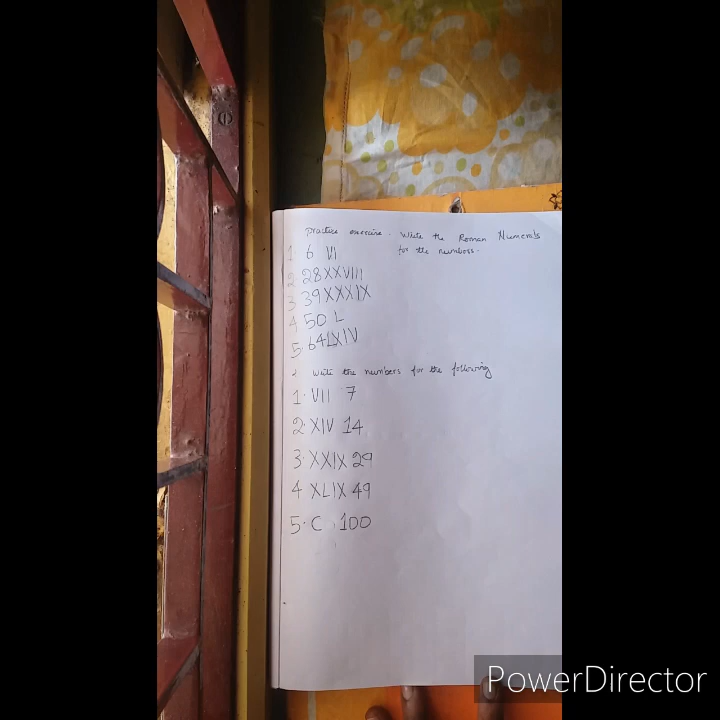 practice exercise. Write the Roman Numerals
for the numbers.
1. 6 VI
2. 28 XXVIII
3 39 XXXIX
4 50 L
5. 64 LXIV
2 Write the numbers for the following
1. VII 7
2. XIV 14
3. XXIX 29
4 XLIX 49
5. C 100
PowerDirector